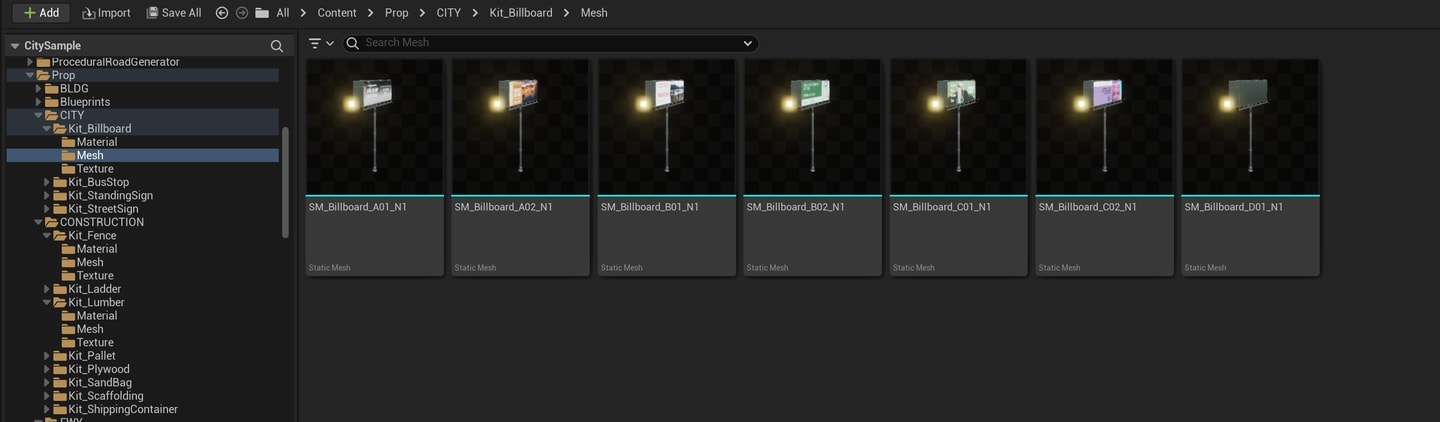 Add Import Save All All > Content > Prop > CITY > Kit_Billboard > Mesh
CitySample
Search Mesh
ProceduralRoadGenerator
Prop
BLDG
Blueprints
CITY
Kit_Billboard
Material
Mesh
Texture
Kit_BusStop
Kit_StandingSign
Kit_StreetSign
CONSTRUCTION
Kit_Fence
Material
Mesh
Texture
Kit_Ladder
Kit_Lumber
Material
Mesh
Texture
Kit_Pallet
Kit_Plywood
Kit_SandBag
Kit_Scaffolding
Kit_ShippingContainer
SM_Billboard_A01_N1
Static Mesh
SM_Billboard_A02_N1
Static Mesh
SM_Billboard_B01_N1
Static Mesh
SM_Billboard_B02_N1
Static Mesh
SM_Billboard_C01_N1
Static Mesh
SM_Billboard_C02_N1
Static Mesh
SM_Billboard_D01_N1
Static Mesh